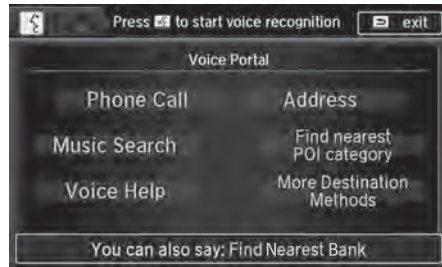 Press to start voice recognition
exit
Voice Portal
Phone Call
Address
Music Search
Find nearest
POI category
Voice Help
More Destination
Methods
You can also say: Find Nearest Bank